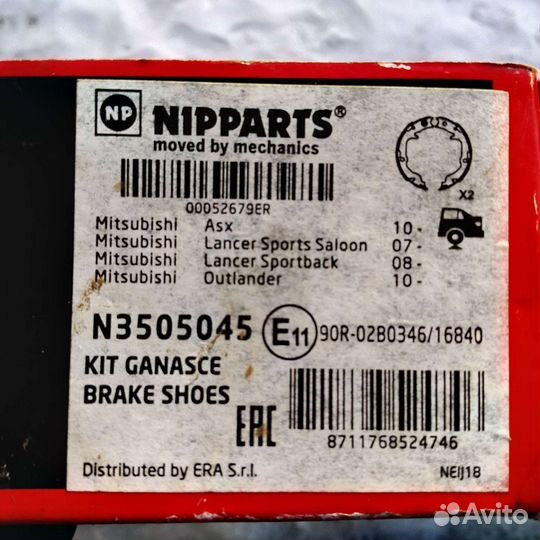 NP NIPPARTS®
moved by mechanics
00052679ER
X2
Mitsubishi Asx 10-
Mitsubishi Lancer Sports Saloon 07-
Mitsubishi Lancer Sportback 08-
Mitsubishi Outlander 10-
N3505045 E11 90R-02B0346/16840
KIT GANASCE
BRAKE SHOES
EAC
8711768524746
Distributed by ERA S.r.l.
NEIJ18
Avito